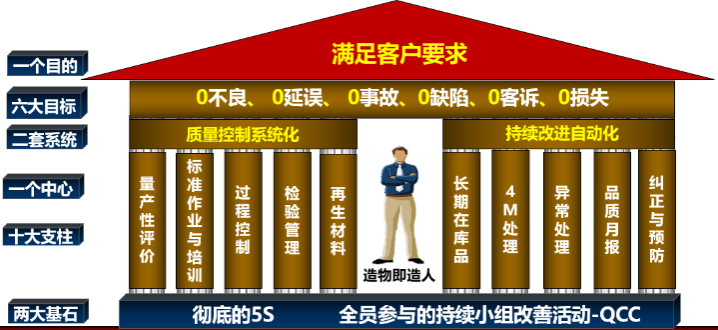 一个目的
满足客户要求
六大目标
0不良、0延误、0事故、0缺陷、0客诉、0损失
二套系统
质量控制系统化
持续改进自动化
一个中心
造物即造人
十大支柱
量产性评价
标准作业与培训
过程控制
检验管理
再生材料
长期在库品
4M处理
异常处理
品质月报
纠正与预防
两大基石
彻底的5S 全员参与的持续小组改善活动-QCC